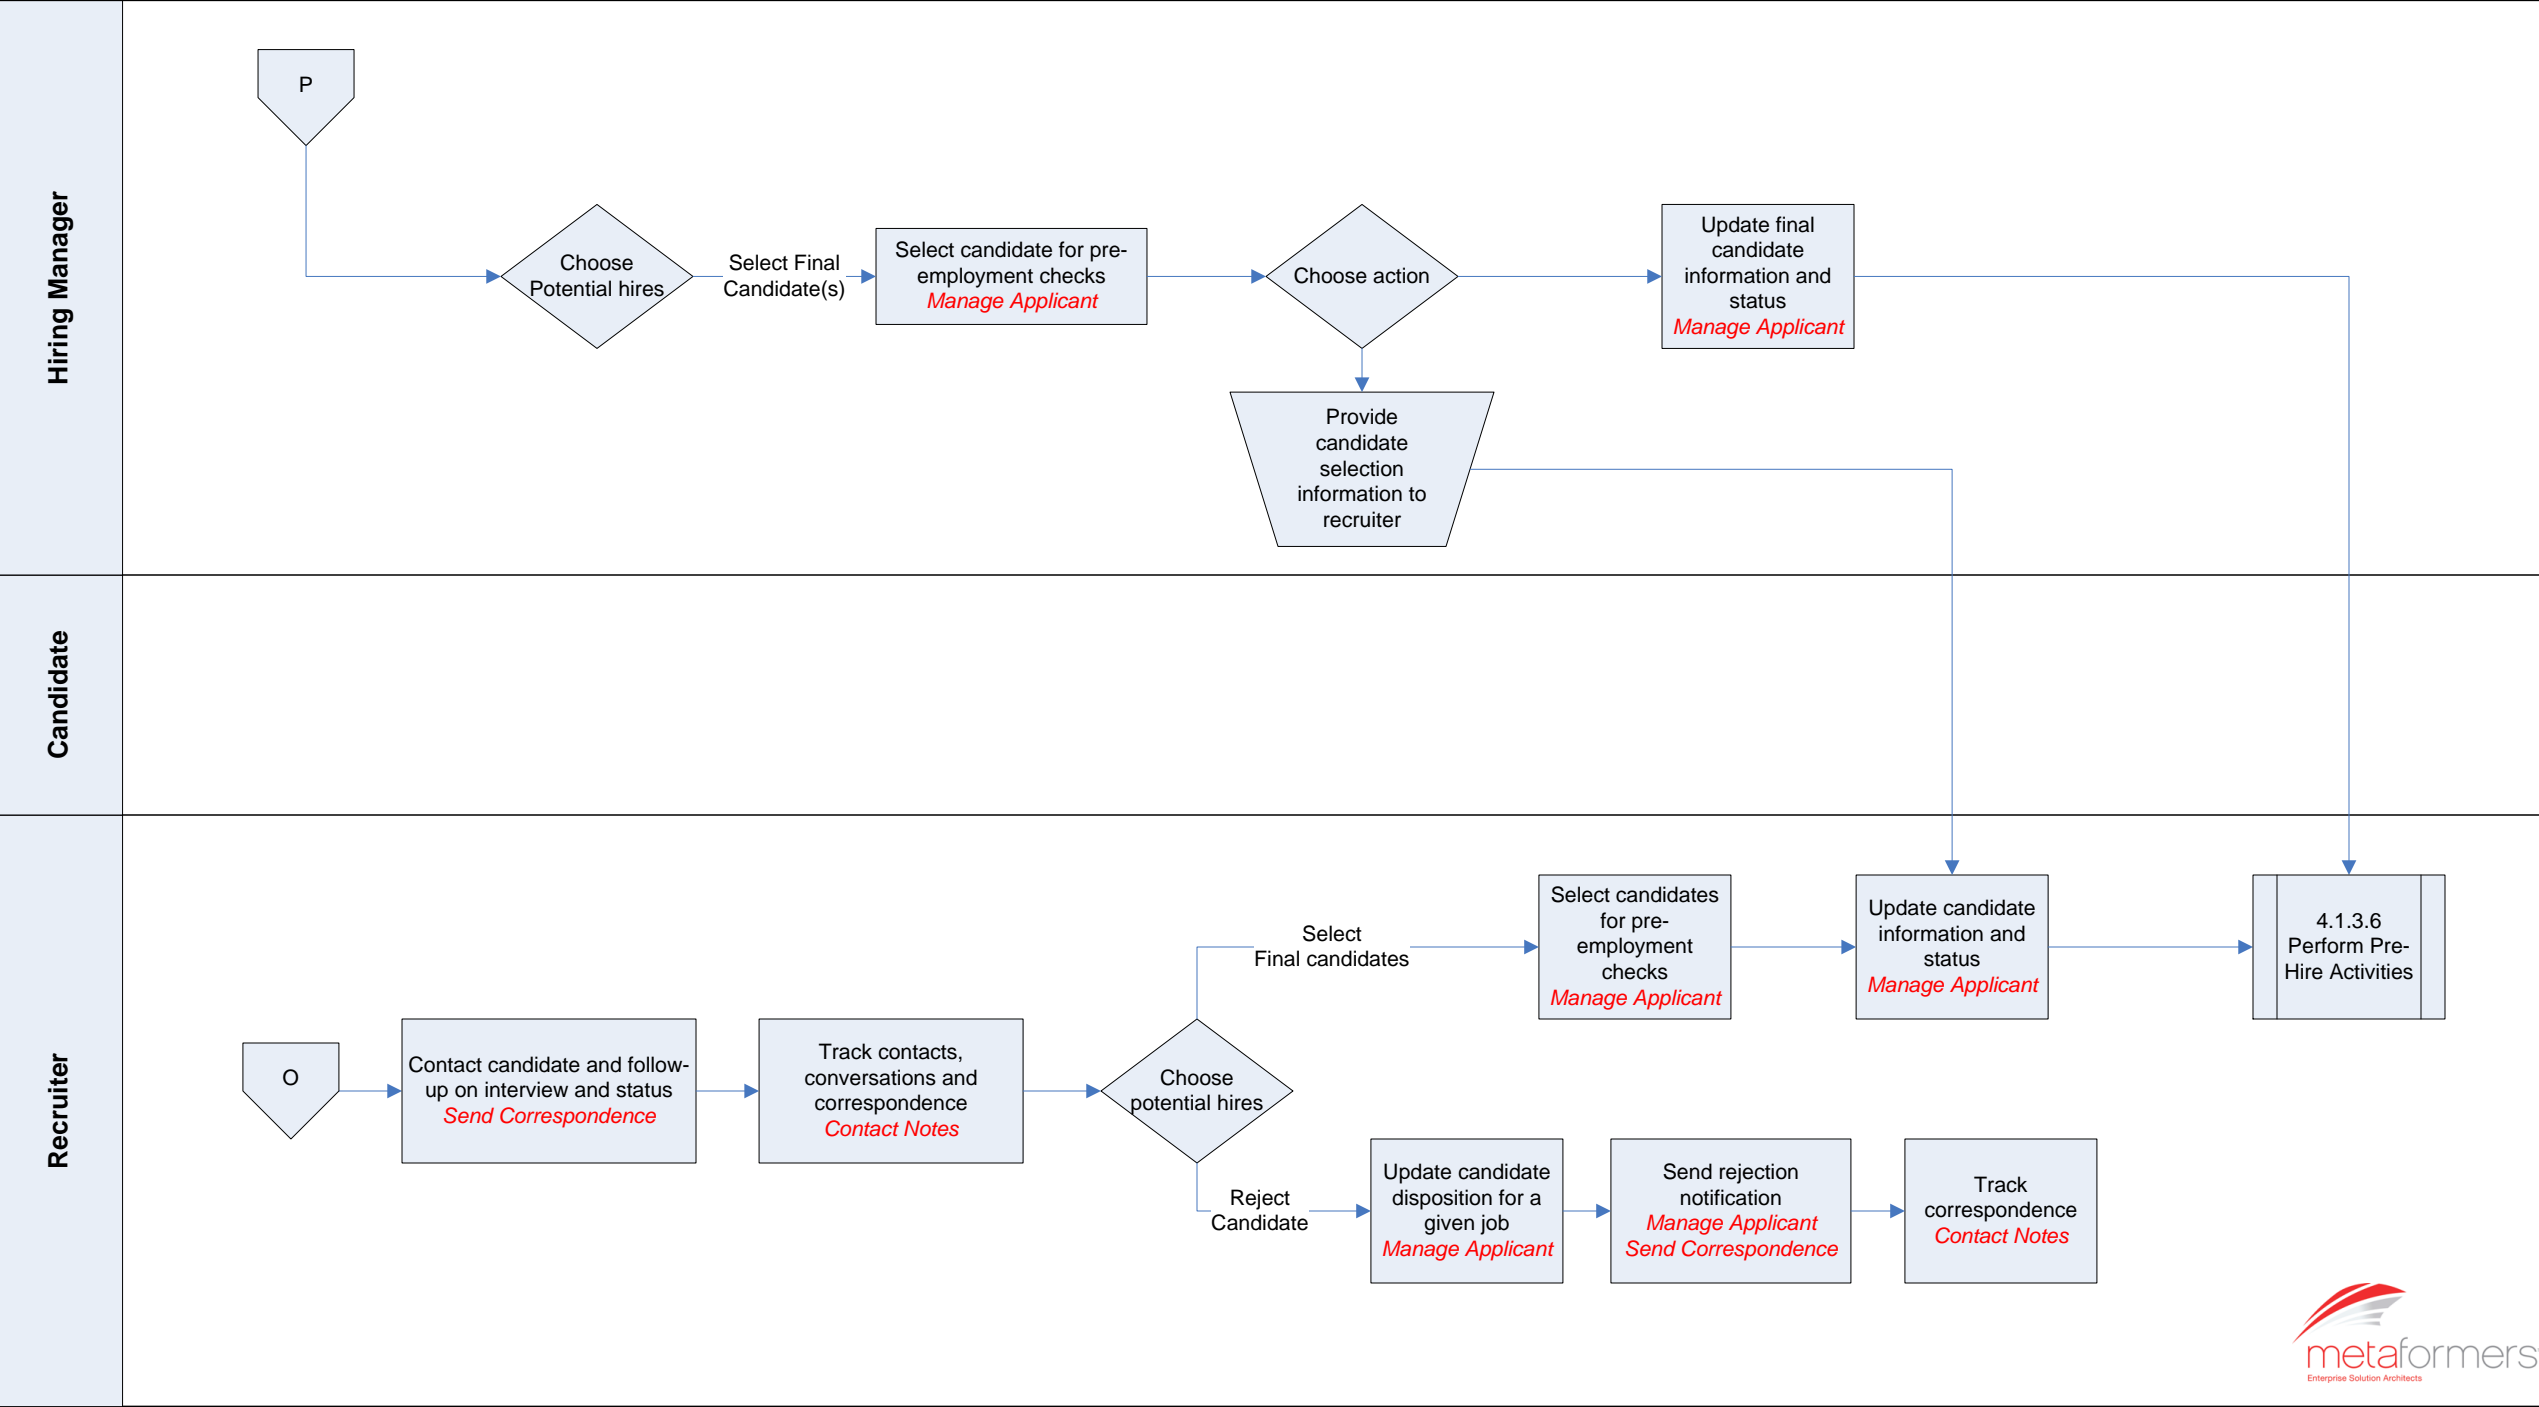 Hiring Manager
P
Choose
Potential hires
Select Final
Candidate(s)
Select candidate for pre-
employment checks
Manage Applicant
Choose action
Update final
candidate
information and
status
Manage Applicant
Provide
candidate
selection
information to
recruiter
Candidate
Recruiter
O
Contact candidate and follow-
up on interview and status
Send Correspondence
Track contacts,
conversations and
correspondence
Contact Notes
Choose
potential hires
Select
Final candidates
Select candidates
for pre-
employment
checks
Manage Applicant
Update candidate
information and
status
Manage Applicant
4.1.3.6
Perform Pre-
Hire Activities
Reject
Candidate
Update candidate
disposition for a
given job
Manage Applicant
Send rejection
notification
Manage Applicant
Send Correspondence
Track
correspondence
Contact Notes
metaformers
Enterprise Solution Architects